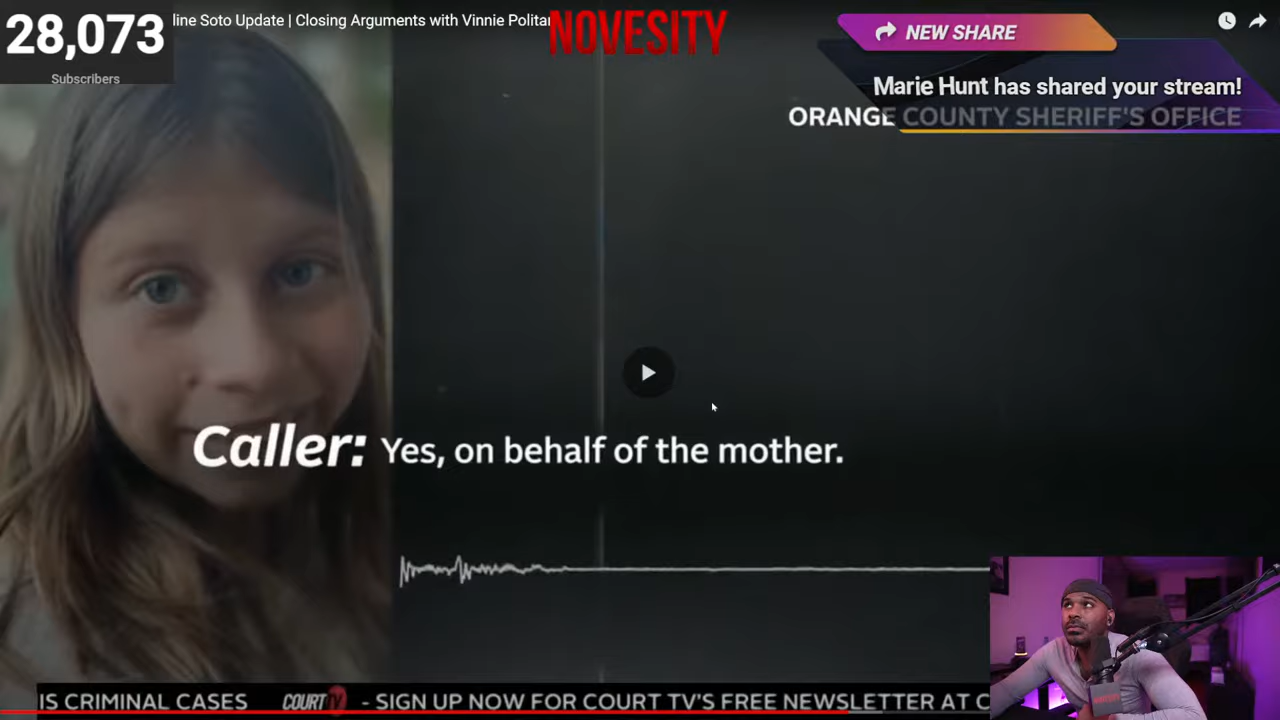 28,073
Subscribers
line Soto Update | Closing Arguments with Vinnie Politan
NOVESITY
NEW SHARE
Marie Hunt has shared your stream!
ORANGE COUNTY SHERIFF'S OFFICE
Caller: Yes, on behalf of the mother.
IS CRIMINAL CASES COURT TV - SIGN UP NOW FOR COURT TV'S FREE NEWSLETTER AT C